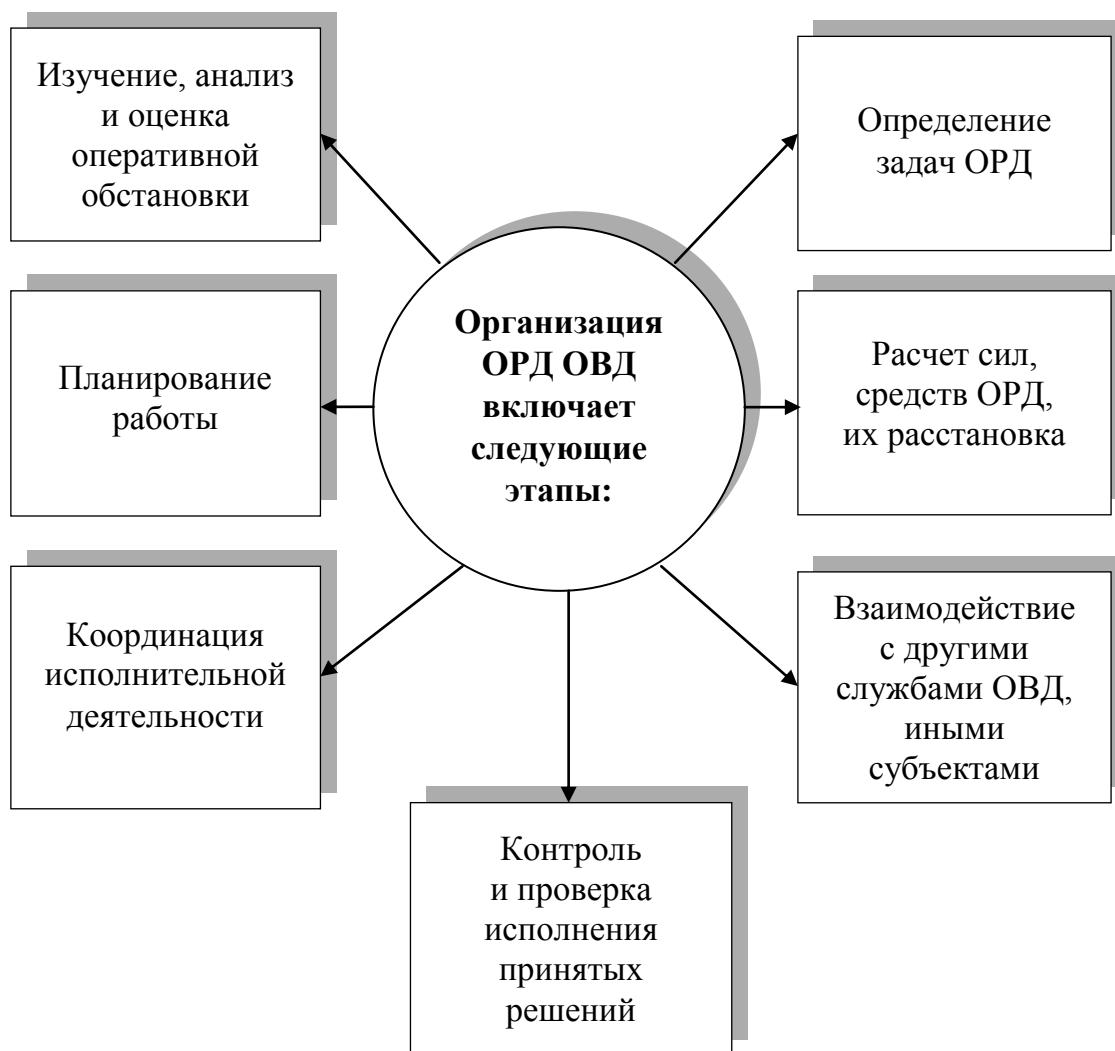 Изучение, анализ
и оценка
оперативной
обстановки
Определение
задач ОРД
Организация
ОРД ОВД
включает
следующие
этапы:
Планирование
работы
Расчет сил,
средств ОРД,
их расстановка
Координация
исполнительной
деятельности
Взаимодействие
с другими
службами ОВД,
иными
субъектами
Контроль
и проверка
исполнения
принятых
решений